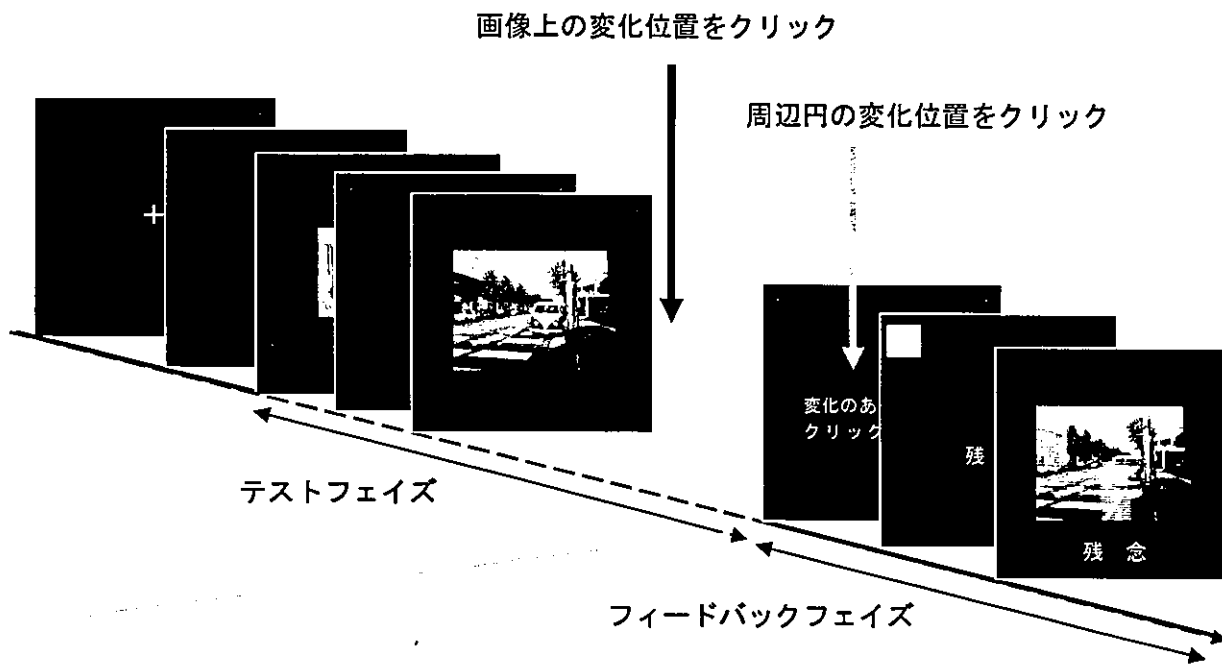 画像上の変化位置をクリック
周辺円の変化位置をクリック
変化のあ
クリック
残
残 念
テストフェイズ
フィードバックフェイズ